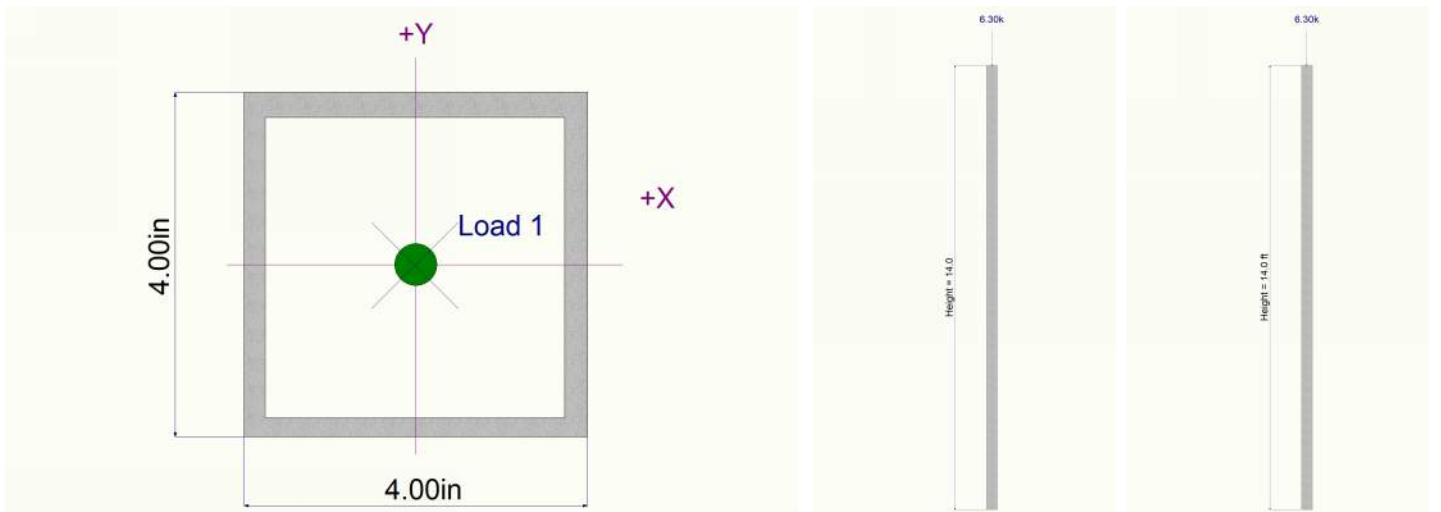 +Y
+X
Load 1
4.00in
4.00in
6.30k
Height = 14.0
6.30k
Height = 14.0 ft